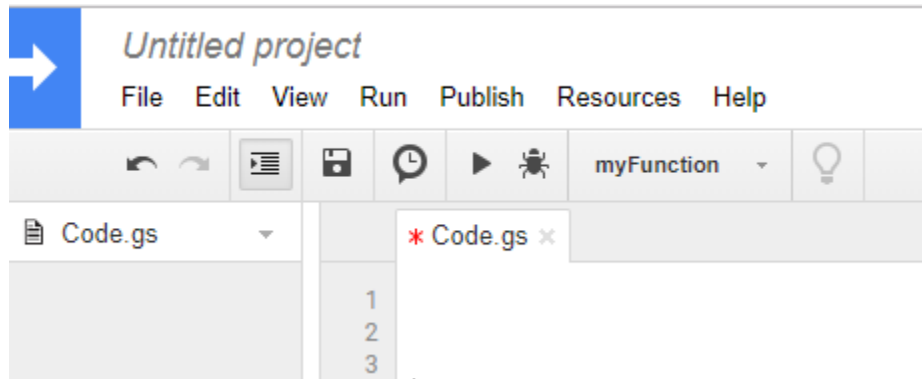 Untitled project
File Edit View Run Publish Resources Help
myFunction
Code.gs
* Code.gs ×
1
2
3